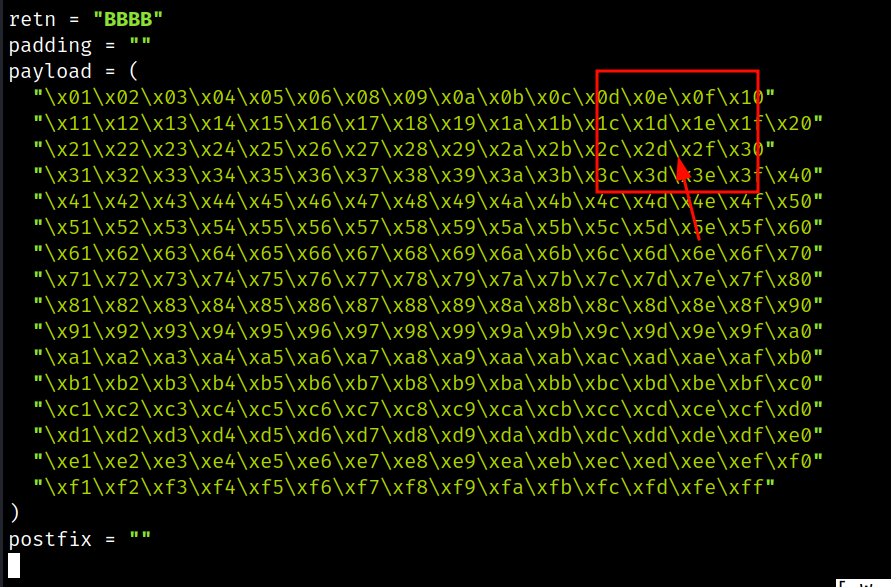 retn = "BBBB"
padding = ""
payload = (
"\x01\x02\x03\x04\x05\x06\x08\x09\x0a\x0b\x0c\x0d\x0e\x0f\x10"
"\x11\x12\x13\x14\x15\x16\x17\x18\x19\x1a\x1b\x1c\x1d\x1e\x1f\x20"
"\x21\x22\x23\x24\x25\x26\x27\x28\x29\x2a\x2b\x2c\x2d\x2f\x30"
"\x31\x32\x33\x34\x35\x36\x37\x38\x39\x3a\x3b\x3c\x3d\x3e\x3f\x40"
"\x41\x42\x43\x44\x45\x46\x47\x48\x49\x4a\x4b\x4c\x4d\x4e\x4f\x50"
"\x51\x52\x53\x54\x55\x56\x57\x58\x59\x5a\x5b\x5c\x5d\x5e\x5f\x60"
"\x61\x62\x63\x64\x65\x66\x67\x68\x69\x6a\x6b\x6c\x6d\x6e\x6f\x70"
"\x71\x72\x73\x74\x75\x76\x77\x78\x79\x7a\x7b\x7c\x7d\x7e\x7f\x80"
"\x81\x82\x83\x84\x85\x86\x87\x88\x89\x8a\x8b\x8c\x8d\x8e\x8f\x90"
"\x91\x92\x93\x94\x95\x96\x97\x98\x99\x9a\x9b\x9c\x9d\x9e\x9f\xa0"
"\xa1\xa2\xa3\xa4\xa5\xa6\xa7\xa8\xa9\xaa\xab\xac\xad\xae\xaf\xb0"
"\xb1\xb2\xb3\xb4\xb5\xb6\xb7\xb8\xb9\xba\xbb\xbc\xbd\xbe\xbf\xc0"
"\xc1\xc2\xc3\xc4\xc5\xc6\xc7\xc8\xc9\xca\xcb\xcc\xcd\xce\xcf\xd0"
"\xd1\xd2\xd3\xd4\xd5\xd6\xd7\xd8\xd9\xda\xdb\xdc\xdd\xde\xdf\xe0"
"\xe1\xe2\xe3\xe4\xe5\xe6\xe7\xe8\xe9\xea\xeb\xec\xed\xee\xef\xf0"
"\xf1\xf2\xf3\xf4\xf5\xf6\xf7\xf8\xf9\xfa\xfb\xfc\xfd\xfe\xff"
)
postfix = ""